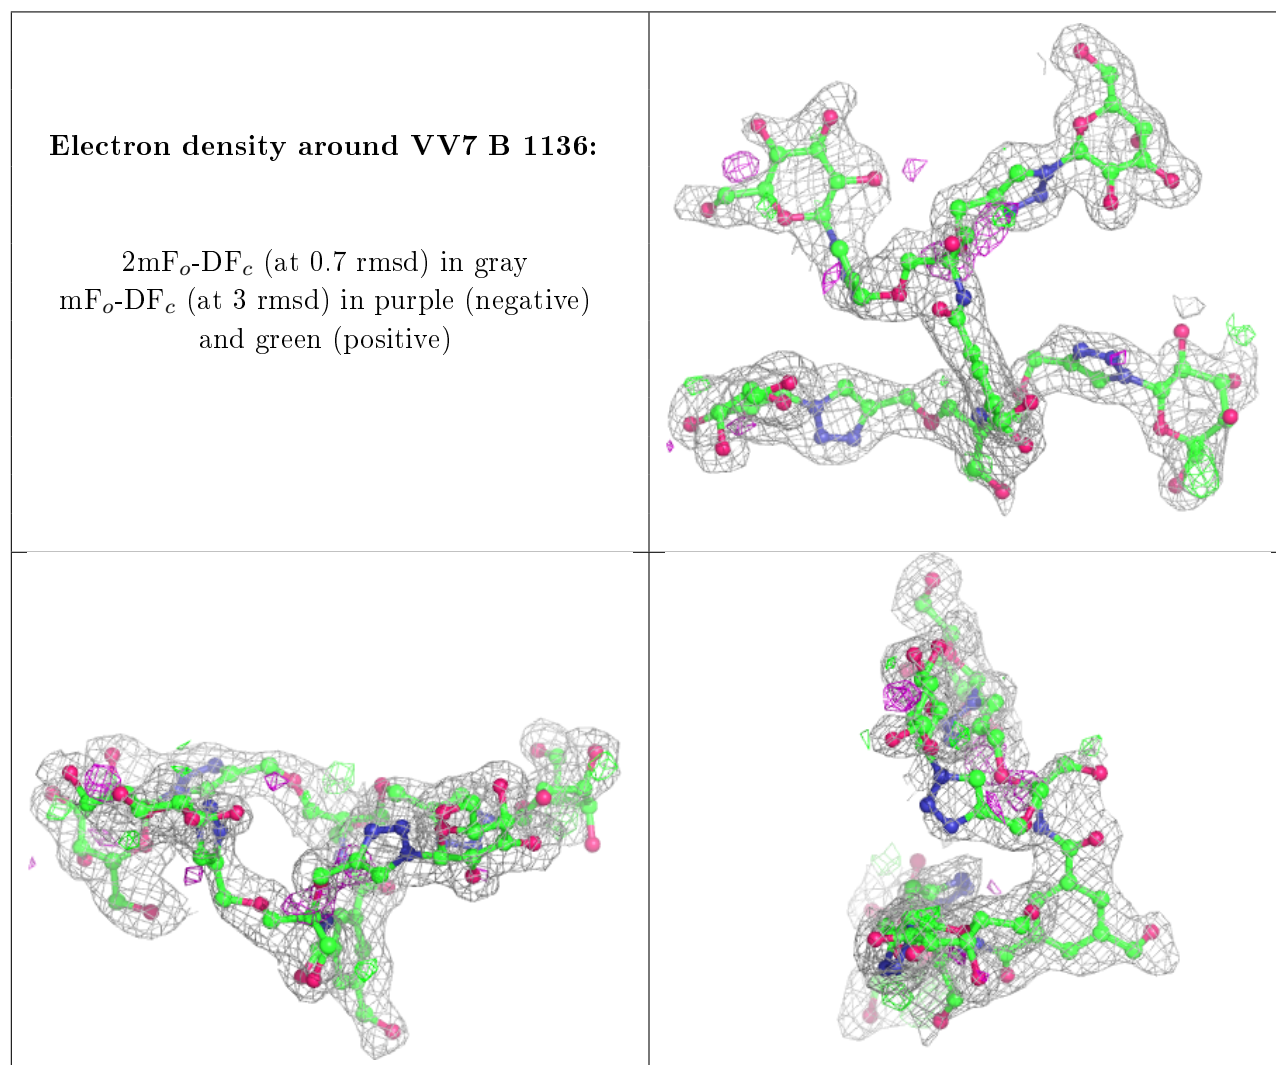 Electron density around VV7 B 1136:
2mFo-DFc (at 0.7 rmsd) in gray
mFo-DFc (at 3 rmsd) in purple (negative)
and green (positive)